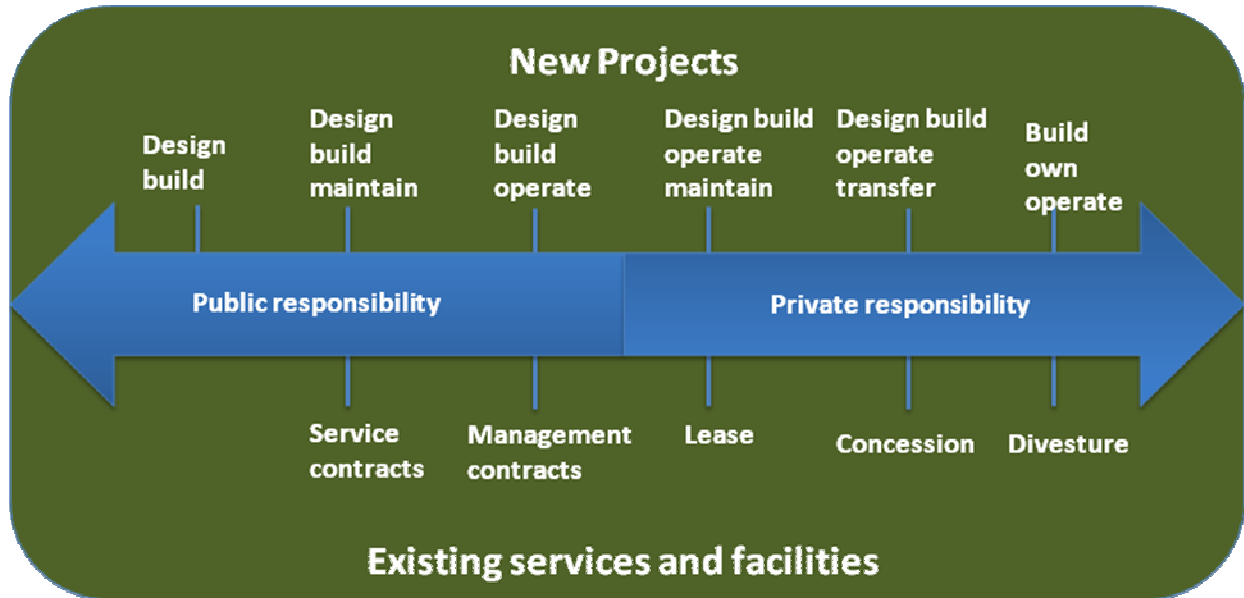 New Projects
Design
build
Design
build
maintain
Design
build
operate
Design build
operate
maintain
Design build
operate
transfer
Build
own
operate
Public responsibility
Private responsibility
Service
contracts
Management
contracts
Lease
Concession
Divesture
Existing services and facilities